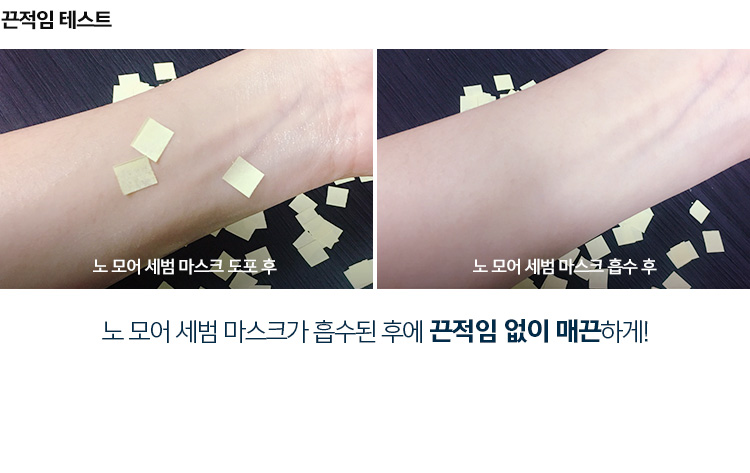 끈적임 테스트
노 모어 세범 마스크 도포 후
노 모어 세범 마스크 흡수 후
노 모어 세범 마스크가 흡수된 후에 끈적임 없이 매끈하게!